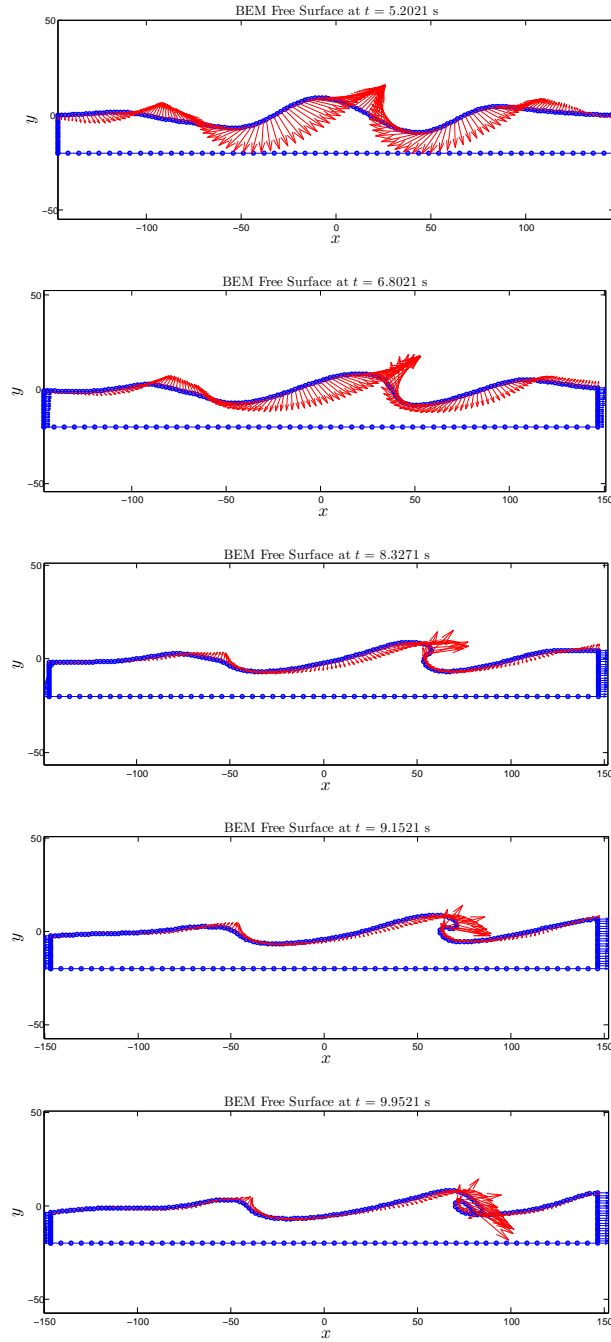 BEM Free Surface at t = 5.2021 s
50
0
−50
y
−100 −50 0 50 100
x
BEM Free Surface at t = 6.8021 s
50
0
−50
y
−100 −50 0 50 100 150
x
BEM Free Surface at t = 8.3271 s
50
0
−50
y
−150 −100 −50 0 50 100 150
x
BEM Free Surface at t = 9.1521 s
50
0
−50
y
−150 −100 −50 0 50 100 150
x
BEM Free Surface at t = 9.9521 s
50
0
−50
y
−150 −100 −50 0 50 100 150
x